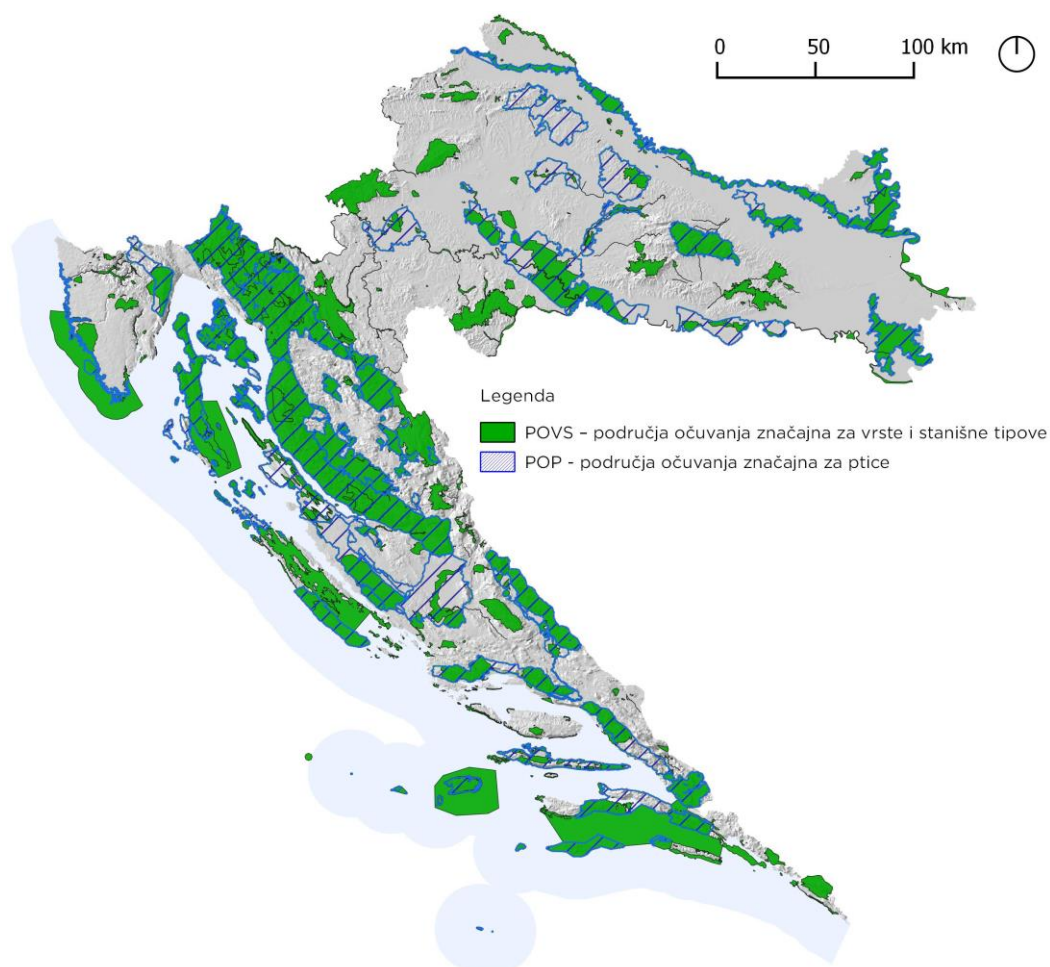 0 50 100 km
Legenda
POVS – područja očuvanja značajna za vrste i stanišne tipove
POP - područja očuvanja značajna za ptice